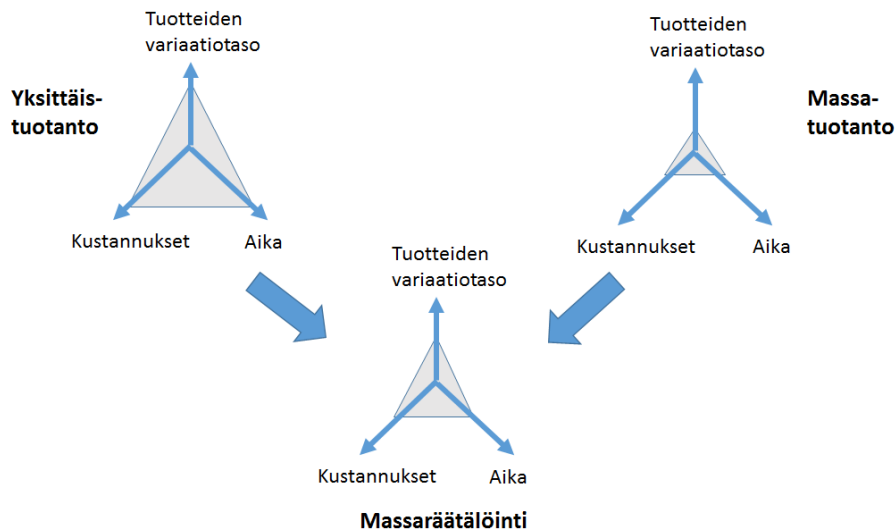 Tuotteiden
variaatiotaso
Yksittäis-
tuotanto
Kustannukset
Aika
Tuotteiden
variaatiotaso
Massa-
tuotanto
Kustannukset
Aika
Tuotteiden
variaatiotaso
Kustannukset
Aika
Massaräätälöinti